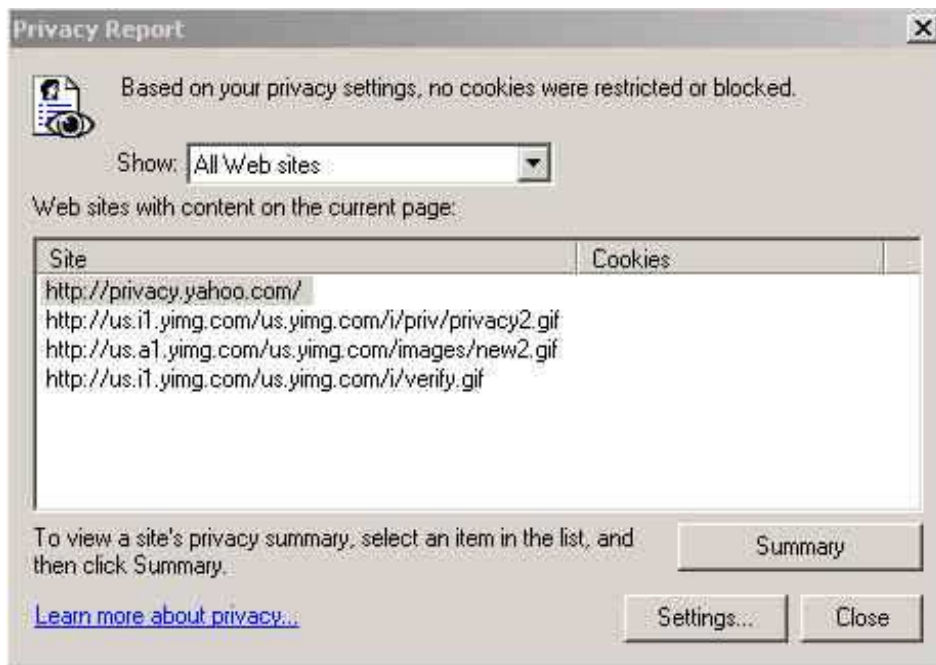 Privacy Report
Based on your privacy settings, no cookies were restricted or blocked.
Show: All Web sites
Web sites with content on the current page:
Site Cookies
http://privacy.yahoo.com/
http://us.i1.yimg.com/us.yimg.com/i/priv/privacy2.gif
http://us.a1.yimg.com/us.yimg.com/images/new2.gif
http://us.i1.yimg.com/us.yimg.com/i/verify.gif
To view a site's privacy summary, select an item in the list, and
then click Summary.
Summary
Learn more about privacy...
Settings... Close